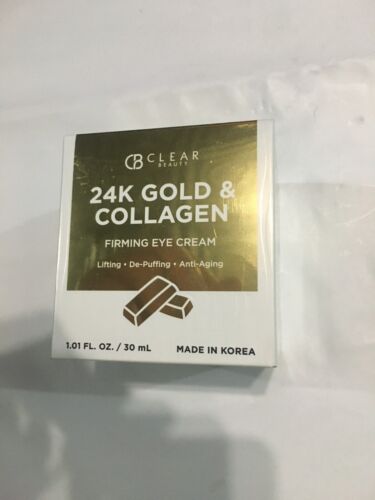 CB CLEAR
BEAUTY
24K GOLD &
COLLAGEN
FIRMING EYE CREAM
Lifting • De-Puffing • Anti-Aging
1.01 FL. OZ. / 30 mL MADE IN KOREA